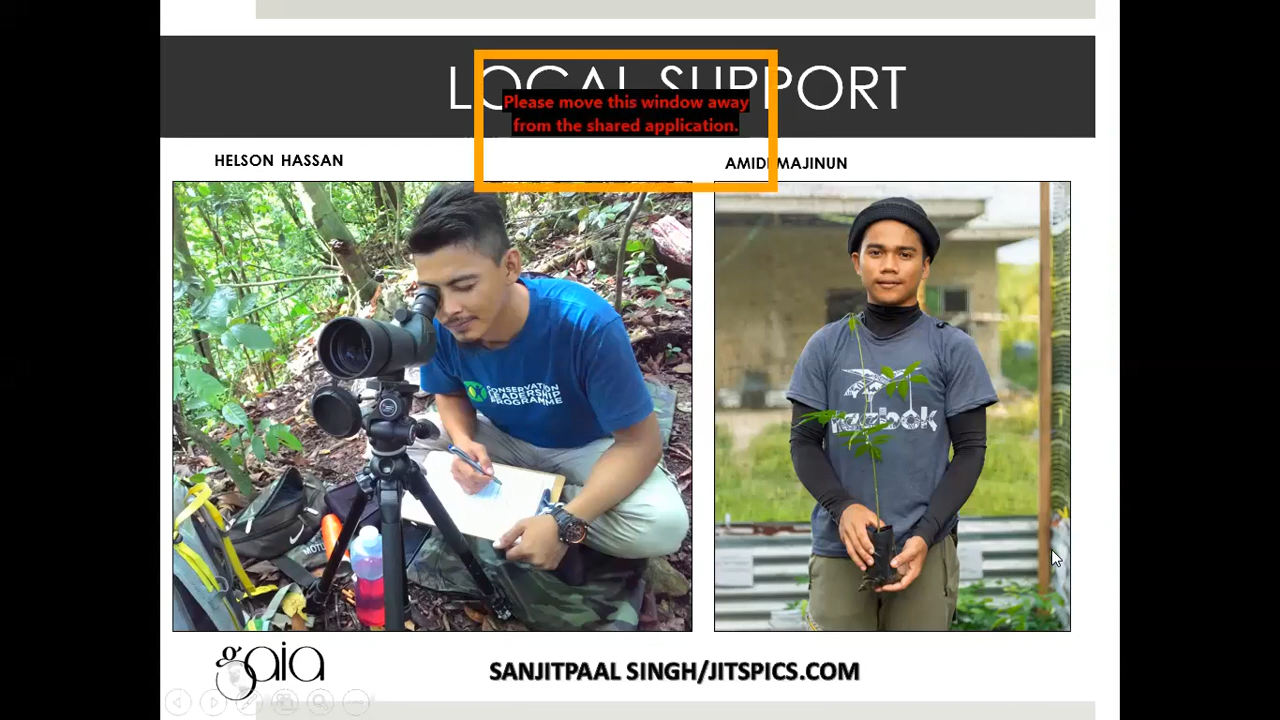 LOCAL SUPPORT
Please move this window away
from the shared application.
HELSON HASSAN
AMIDI MAJINUN
CONSERVATION
LEADERSHIP
PROGRAMME
reebok
gaia
SANJITPAAL SINGH/JITSPICS.COM